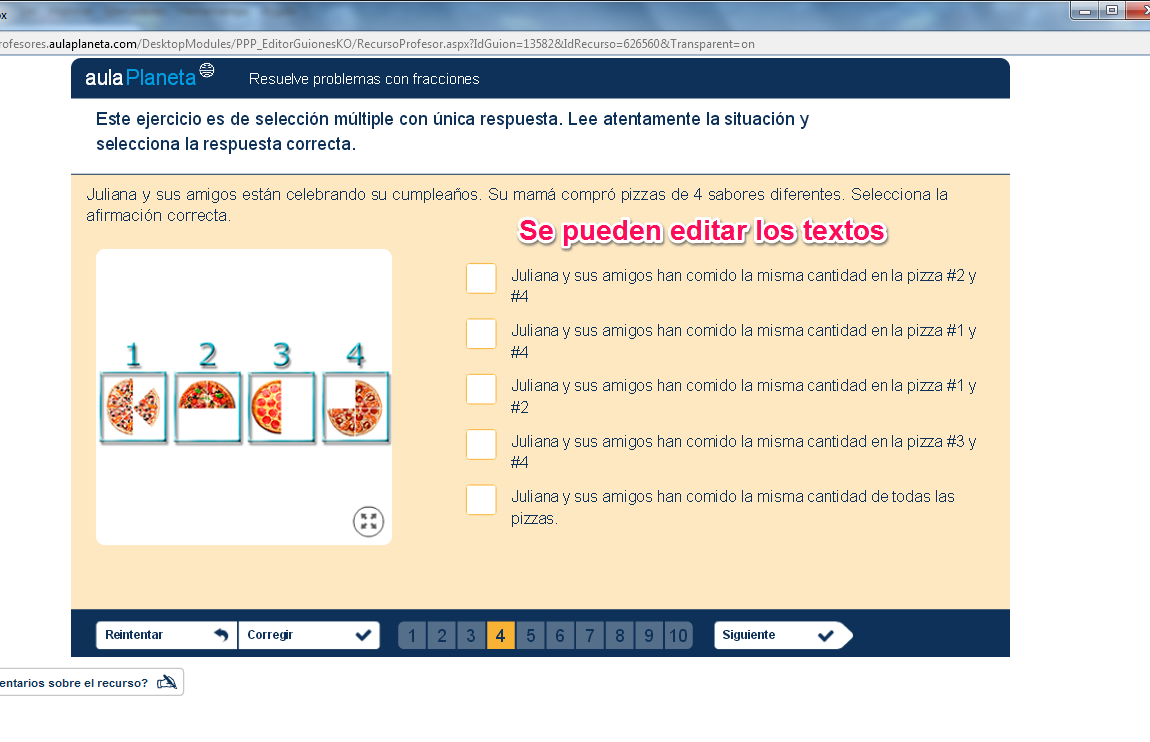 ox
rofesores.aulaplaneta.com/DesktopModules/PPP_EditorGuionesKO/RecursoProfesor.aspx?IdGuion=13582&IdRecurso=626560&Transparent=on
aulaPlaneta Resuelve problemas con fracciones
Este ejercicio es de selección múltiple con única respuesta. Lee atentamente la situación y
selecciona la respuesta correcta.
Juliana y sus amigos están celebrando su cumpleaños. Su mamá compró pizzas de 4 sabores diferentes. Selecciona la
afirmación correcta.
Se pueden editar los textos
1 2 3 4
Juliana y sus amigos han comido la misma cantidad en la pizza #2 y
#4
Juliana y sus amigos han comido la misma cantidad en la pizza #1 y
#4
Juliana y sus amigos han comido la misma cantidad en la pizza #1 y
#2
Juliana y sus amigos han comido la misma cantidad en la pizza #3 y
#4
Juliana y sus amigos han comido la misma cantidad de todas las
pizzas.
Reintentar Corregir 1 2 3 4 5 6 7 8 9 10 Siguiente
entarios sobre el recurso?